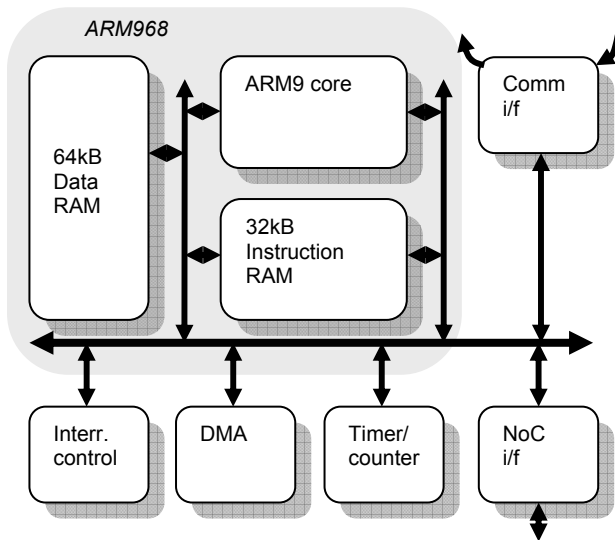 ARM968
64kB
Data
RAM
ARM9 core
32kB
Instruction
RAM
Comm
i/f
Interr.
control
DMA
Timer/
counter
NoC
i/f